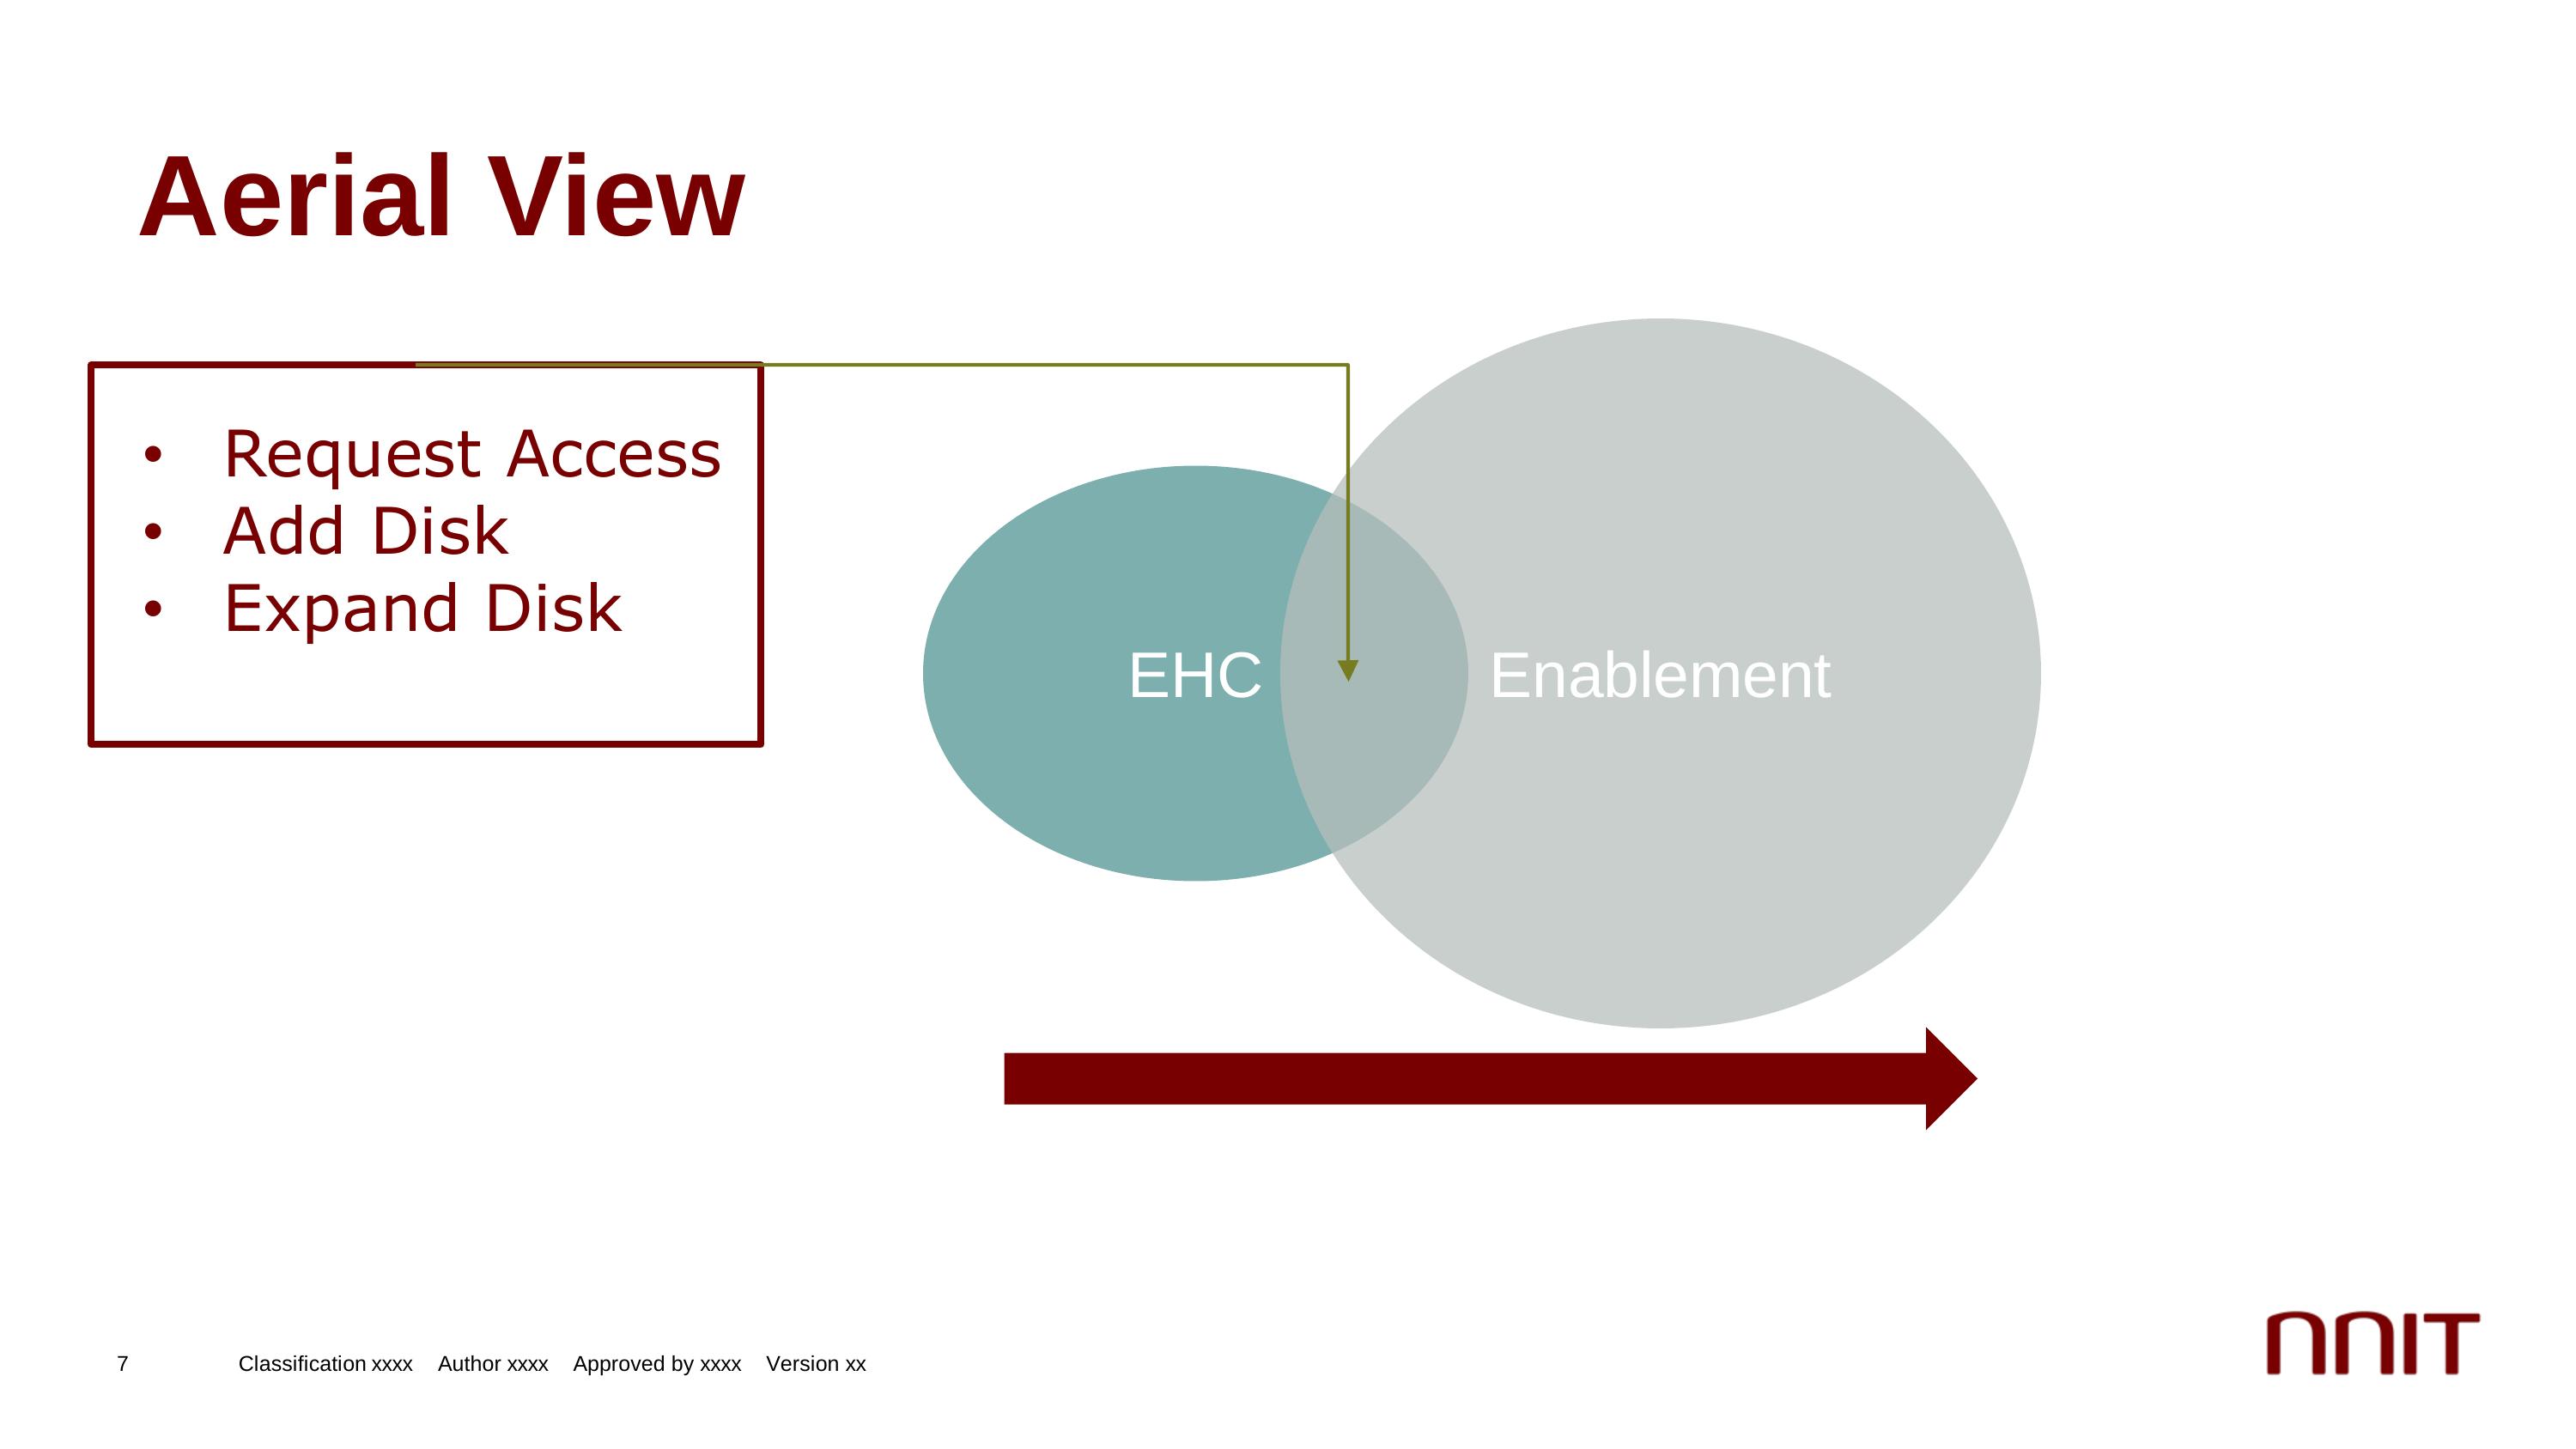 Aerial View
• Request Access
• Add Disk
• Expand Disk
EHC
Enablement
7 Classification xxxx Author xxxx Approved by xxxx Version xx
nnIT